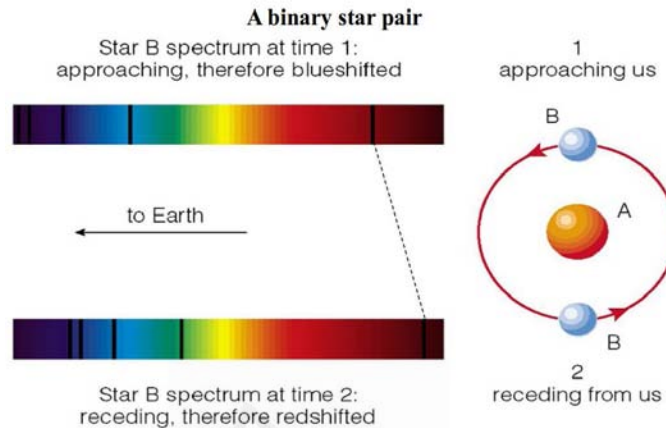 A binary star pair
Star B spectrum at time 1:
approaching, therefore blueshifted
1
approaching us
B
A
to Earth
B
Star B spectrum at time 2:
receding, therefore redshifted
2
receding from us